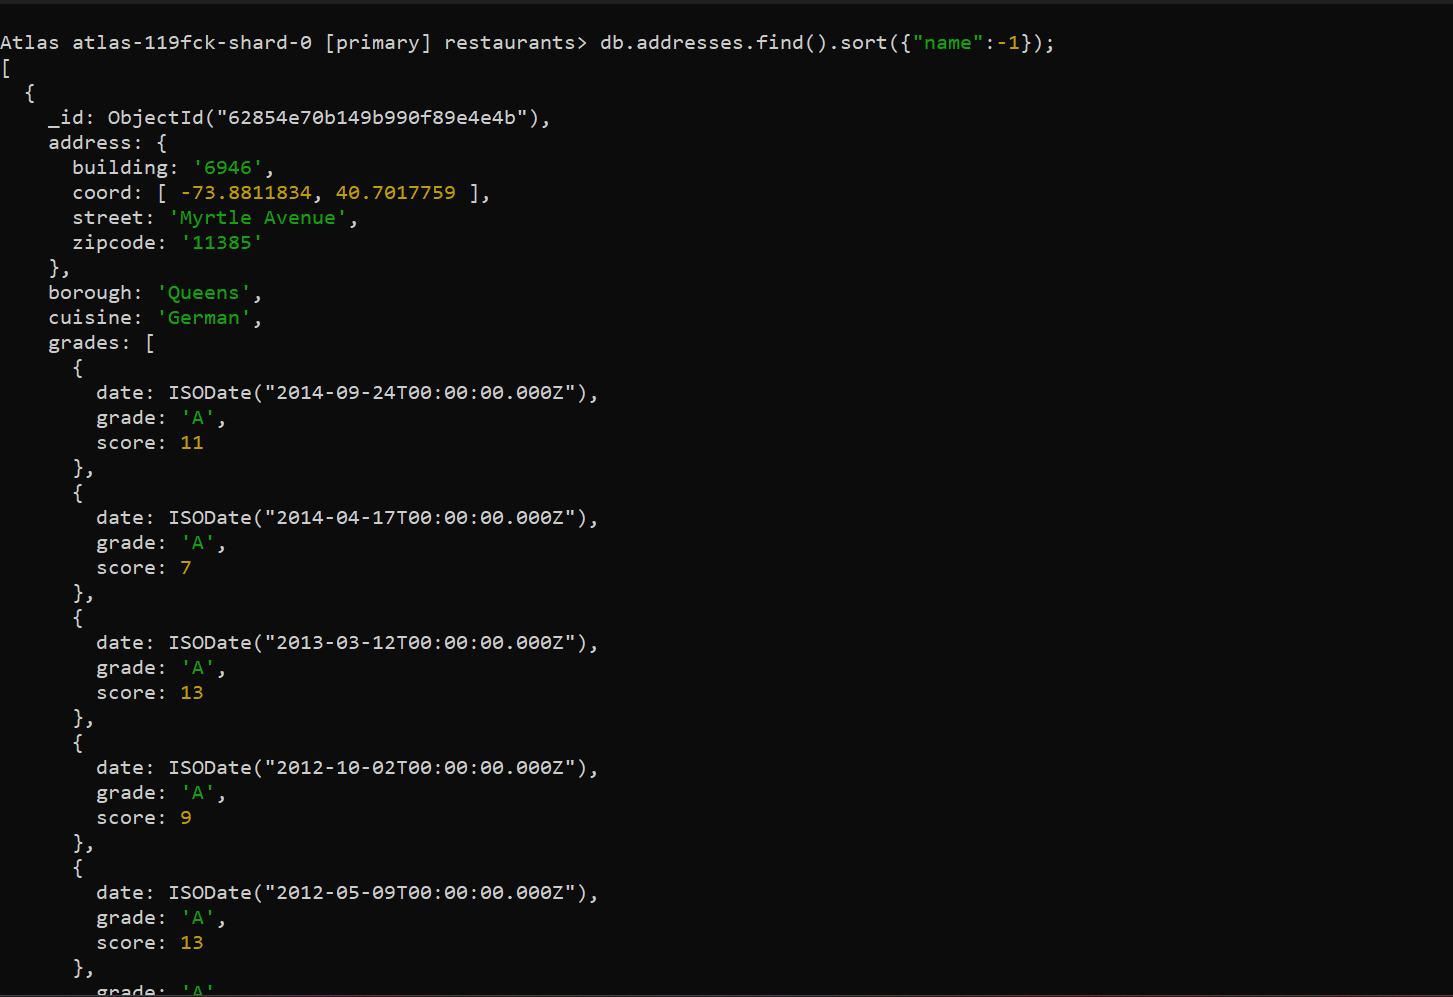 Atlas atlas-119fck-shard-0 [primary] restaurants> db.addresses.find().sort({"name":-1});
[
  {
    _id: ObjectId("62854e70b149b990f89e4e4b"),
    address: {
      building: '6946',
      coord: [ -73.8811834, 40.7017759 ],
      street: 'Myrtle Avenue',
      zipcode: '11385'
    },
    borough: 'Queens',
    cuisine: 'German',
    grades: [
      {
        date: ISODate("2014-09-24T00:00:00.000Z"),
        grade: 'A',
        score: 11
      },
      {
        date: ISODate("2014-04-17T00:00:00.000Z"),
        grade: 'A',
        score: 7
      },
      {
        date: ISODate("2013-03-12T00:00:00.000Z"),
        grade: 'A',
        score: 13
      },
      {
        date: ISODate("2012-10-02T00:00:00.000Z"),
        grade: 'A',
        score: 9
      },
      {
        date: ISODate("2012-05-09T00:00:00.000Z"),
        grade: 'A',
        score: 13
      },
        grade: 'A'